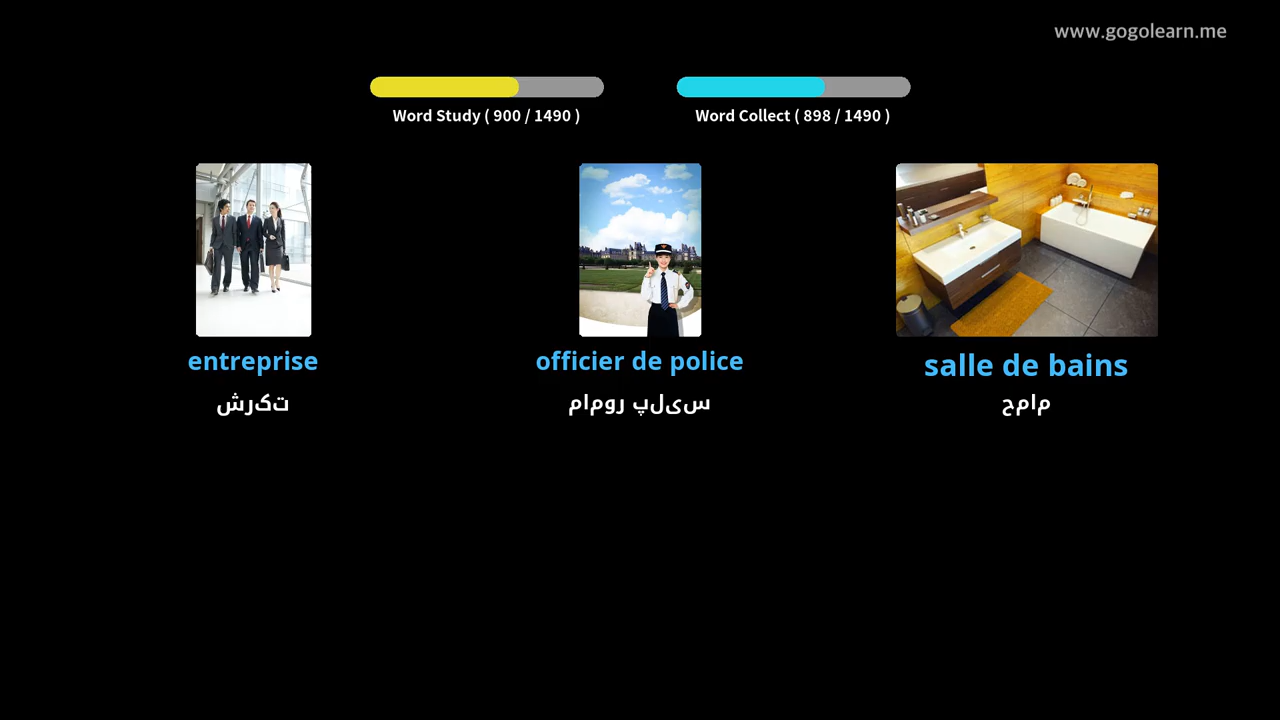 www.gogolearn.me
Word Study ( 900 / 1490 )
Word Collect ( 898 / 1490 )
entreprise
officier de police
salle de bains
تکرش
سیلپ رومام
مامح